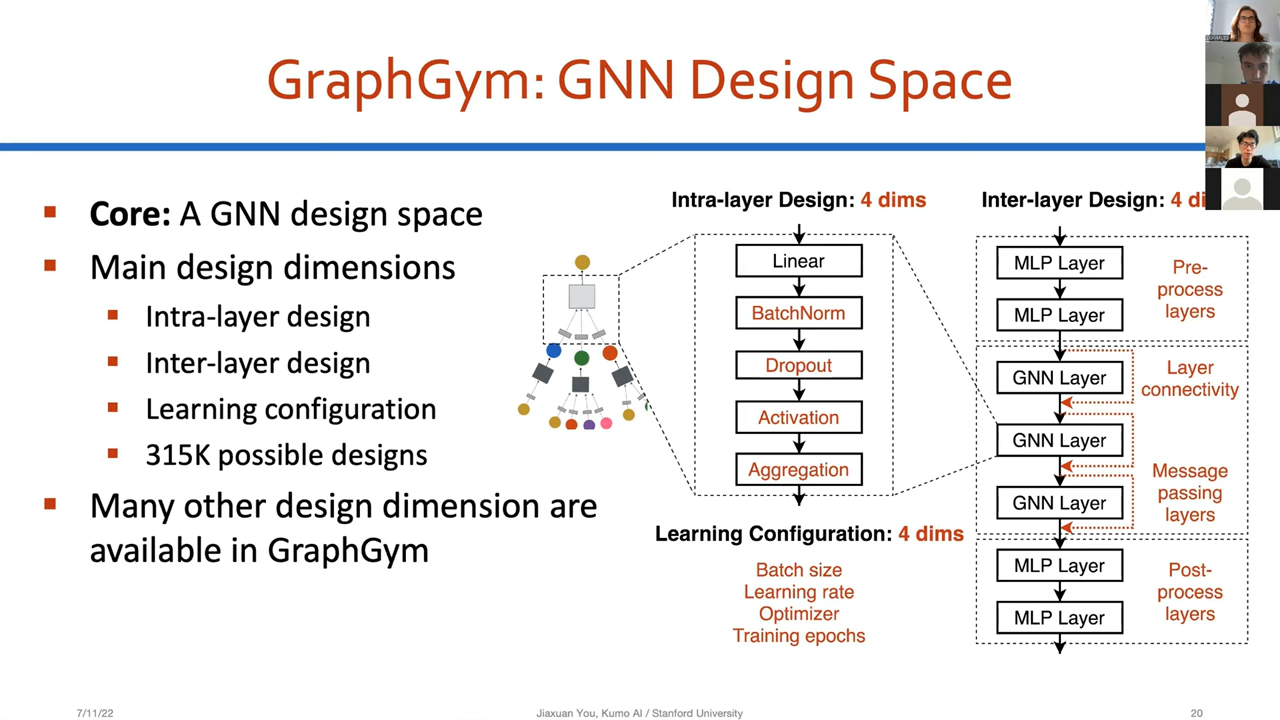 GraphGym: GNN Design Space
Core: A GNN design space
Main design dimensions
Intra-layer design
Inter-layer design
Learning configuration
315K possible designs
Many other design dimension are
available in GraphGym
Intra-layer Design: 4 dims
Linear
BatchNorm
Dropout
Activation
Aggregation
Learning Configuration: 4 dims
Batch size
Learning rate
Optimizer
Training epochs
Inter-layer Design: 4
MLP Layer
MLP Layer
Pre-
process
layers
GNN Layer
GNN Layer
GNN Layer
Layer
connectivity
Message
passing
layers
MLP Layer
MLP Layer
Post-
process
layers
7/11/22
Jiaxuan You, Kumo AI / Stanford University
20